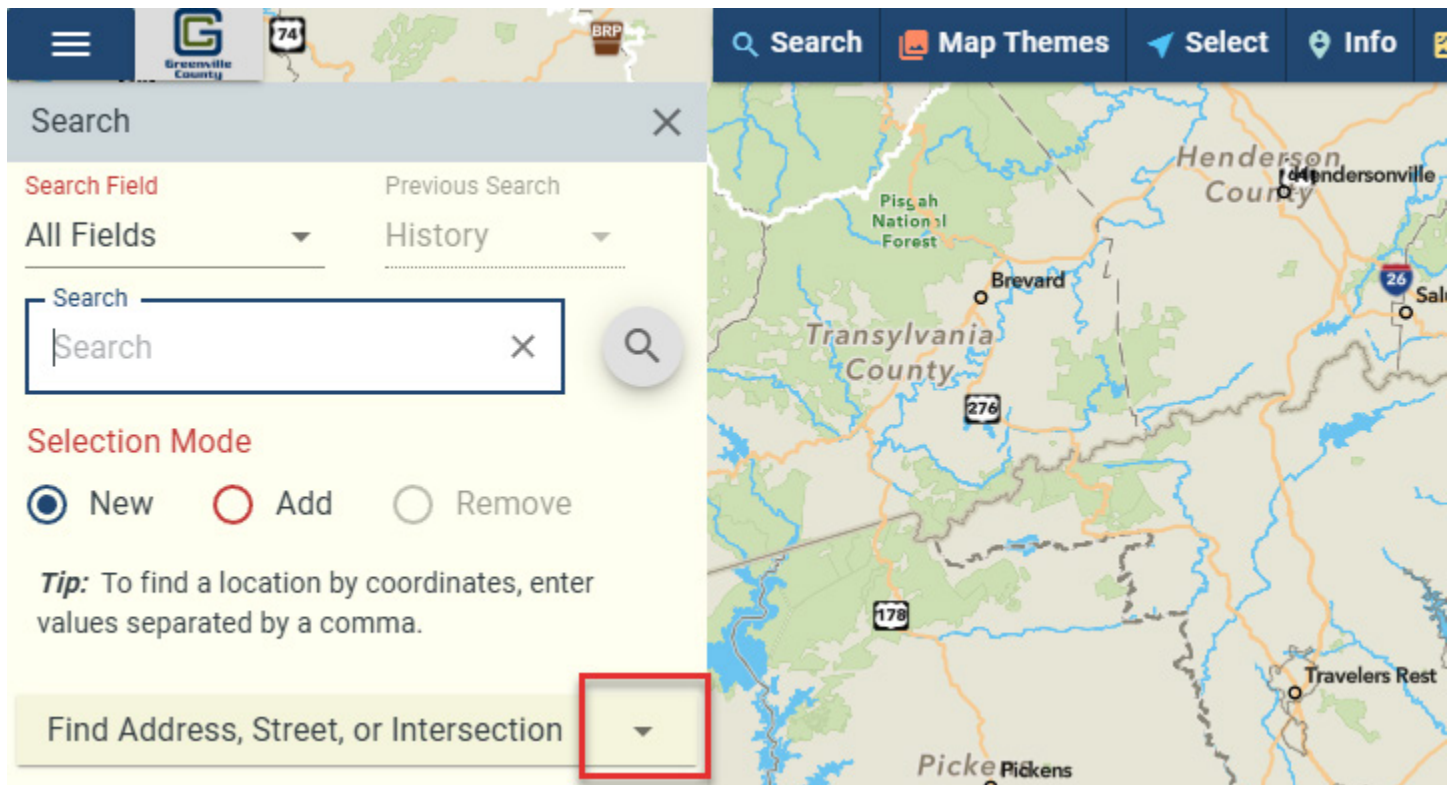 Greenville
County
74
BRP
Search
Map Themes
Select
Info
Search
Search Field
Previous Search
All Fields
History
Search
Search
Selection Mode
New
Add
Remove
Tip: To find a location by coordinates, enter
values separated by a comma.
Find Address, Street, or Intersection
Henderson
County
Hendersonville
Pisgah
National
Forest
Brevard
26
Salu
Transylvania
County
276
178
Travelers Rest
Pickens